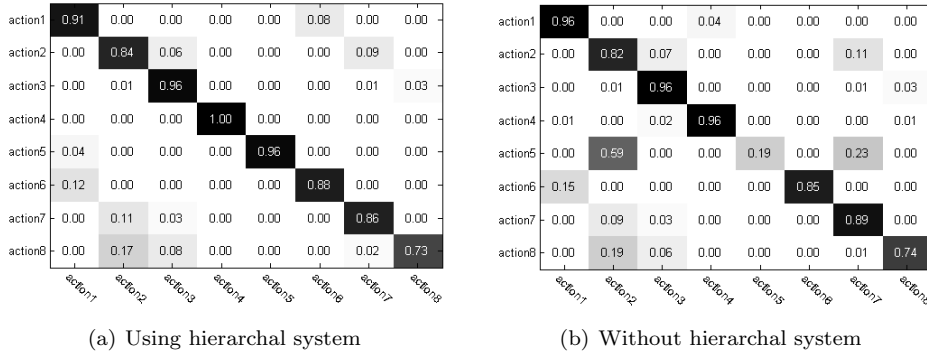 action1 0.91 0.00 0.00 0.00 0.00 0.08 0.00 0.00
action2 0.00 0.84 0.06 0.00 0.00 0.00 0.09 0.00
action3 0.00 0.01 0.96 0.00 0.00 0.00 0.01 0.03
action4 0.00 0.00 0.00 1.00 0.00 0.00 0.00 0.00
action5 0.04 0.00 0.00 0.00 0.96 0.00 0.00 0.00
action6 0.12 0.00 0.00 0.00 0.00 0.88 0.00 0.00
action7 0.00 0.11 0.03 0.00 0.00 0.00 0.86 0.00
action8 0.00 0.17 0.08 0.00 0.00 0.00 0.02 0.73
action1 action2 action3 action4 action5 action6 action7 action8
(a) Using hierarchal system
action1 0.96 0.00 0.00 0.04 0.00 0.00 0.00 0.00
action2 0.00 0.82 0.07 0.00 0.00 0.00 0.11 0.00
action3 0.00 0.01 0.96 0.00 0.00 0.00 0.01 0.03
action4 0.01 0.00 0.02 0.96 0.00 0.00 0.00 0.01
action5 0.00 0.59 0.00 0.00 0.19 0.00 0.23 0.00
action6 0.15 0.00 0.00 0.00 0.00 0.85 0.00 0.00
action7 0.00 0.09 0.03 0.00 0.00 0.00 0.89 0.00
action8 0.00 0.19 0.06 0.00 0.00 0.00 0.01 0.74
action1 action2 action3 action4 action5 action6 action7 action8
(b) Without hierarchal system